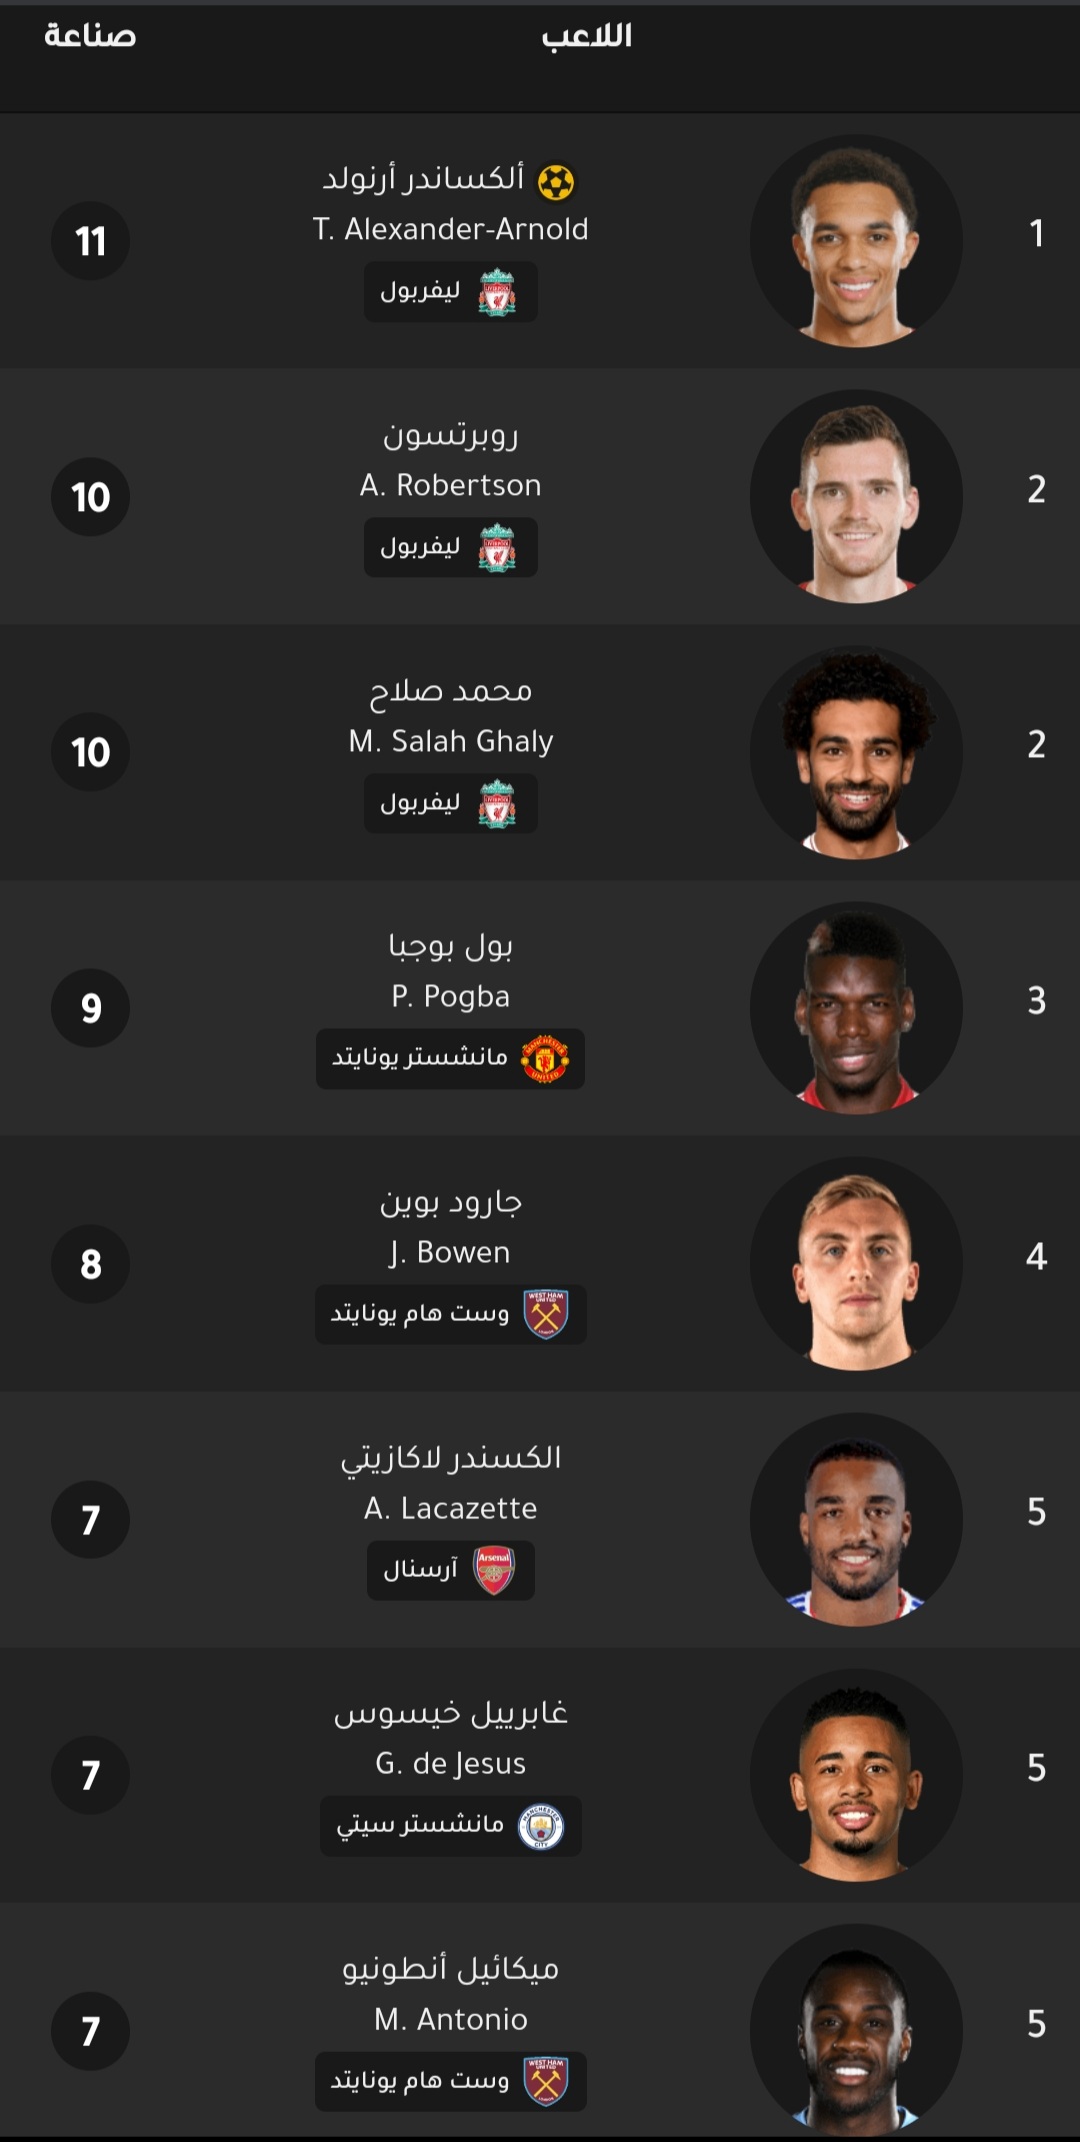 اللاعب صناعة
1
ألكساندر أرنولد
T. Alexander-Arnold
ليفربول
11
2
روبرتسون
A. Robertson
ليفربول
10
2
محمد صلاح
M. Salah Ghaly
ليفربول
10
3
بول بوجبا
P. Pogba
مانشستر يونايتد
9
4
جارود بوين
J. Bowen
وست هام يونايتد
8
5
الكسندر لاكازيتي
A. Lacazette
آرسنال
7
5
غابرييل خيسوس
G. de Jesus
مانشستر سيتي
7
5
ميكائيل أنطونيو
M. Antonio
وست هام يونايتد
7